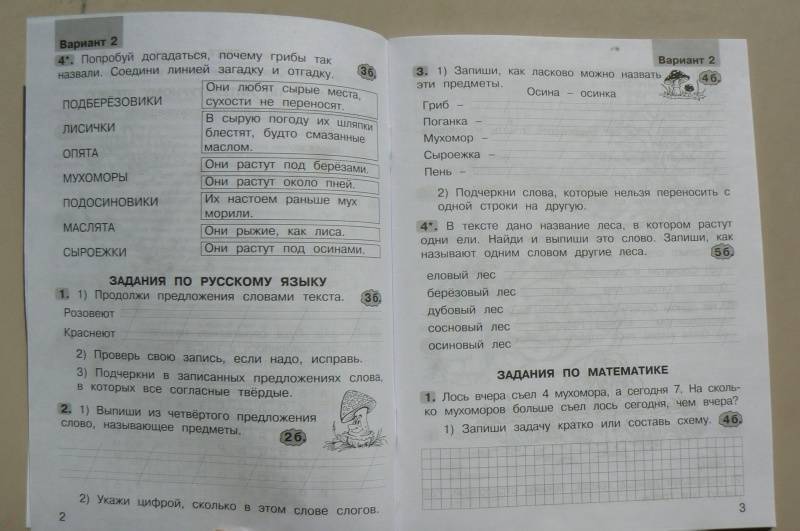 Вариант 2
4*. Попробуй догадаться, почему грибы так
назвали. Соедини линией загадку и отгадку.
3б.
ПОДБЕРЁЗОВИКИ
ЛИСИЧКИ
ОПЯТА
МУХОМОРЫ
ПОДОСИНОВИКИ
МАСЛЯТА
СЫРОЕЖКИ
Они любят сырые места,
сухости не переносят.
В сырую погоду их шляпки
блестят, будто смазанные
маслом.
Они растут под берёзами.
Они растут около пней.
Их настоем раньше мух
морили.
Они рыжие, как лиса.
Они растут под осинами.
ЗАДАНИЯ ПО РУССКОМУ ЯЗЫКУ
1. 1) Продолжи предложения словами текста.
3б.
Розовеют
Краснеют
2) Проверь свою запись, если надо, исправь.
3) Подчеркни в записанных предложениях слова,
в которых все согласные твёрдые.
2. 1) Выпиши из четвёртого предложения
слово, называющее предметы.
2б.
2) Укажи цифрой, сколько в этом слове слогов.
2
Вариант 2
3. 1) Запиши, как ласково можно назвать
эти предметы.
4б.
Осина – осинка
Гриб –
Поганка –
Мухомор –
Сыроежка –
Пень –
2) Подчеркни слова, которые нельзя переносить с
одной строки на другую.
4*. В тексте дано название леса, в котором растут
одни ели. Найди и выпиши это слово. Запиши, как
называют одним словом другие леса.
5б.
еловый лес
берёзовый лес
дубовый лес
сосновый лес
осиновый лес
ЗАДАНИЯ ПО МАТЕМАТИКЕ
1. Лось вчера съел 4 мухомора, а сегодня 7. На сколь-
ко мухоморов больше съел лось сегодня, чем вчера?
1) Запиши задачу кратко или составь схему.
4б.
3